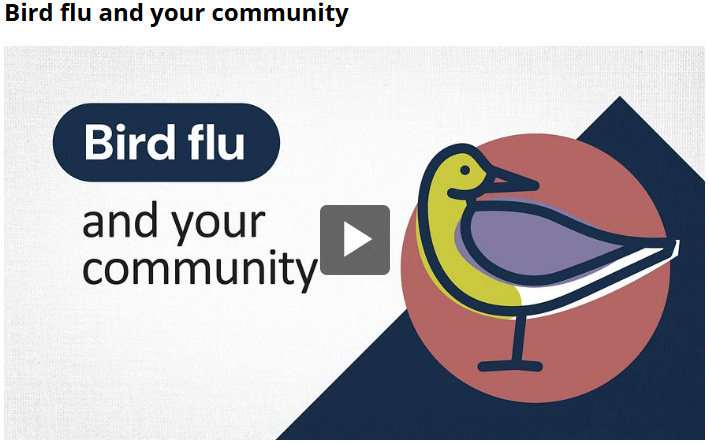 Bird flu and your community
Bird flu
and your
community